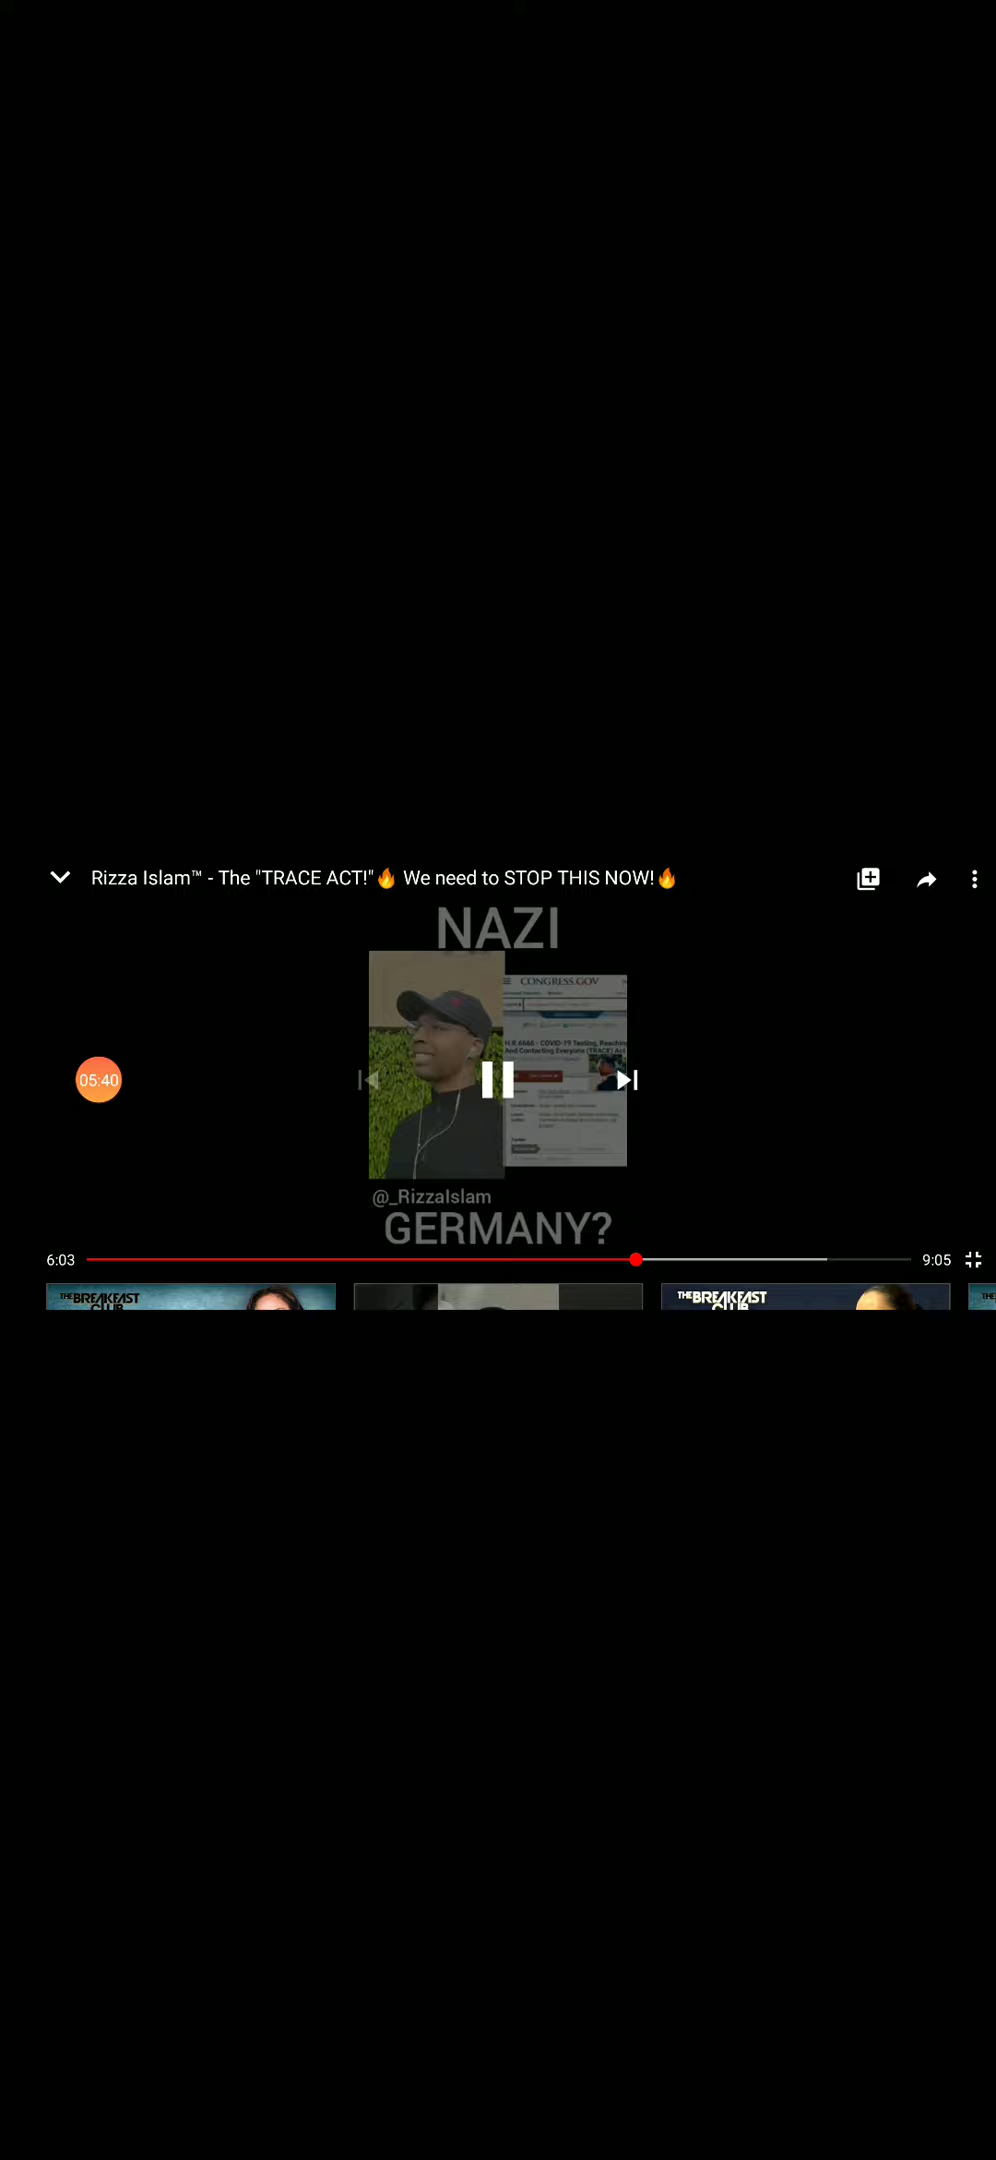 Rizza Islam™ - The "TRACE ACT!"🔥 We need to STOP THIS NOW!🔥
NAZI
CONGRESS.GOV
H.R.6666 - COVID-19 Testing, Reaching
And Contacting Everyone (TRACE) Act
05:40
@_RizzaIslam
GERMANY?
6:03
9:05
THE BREAKFAST
CLUB
THE BREAKFAST
CLUB
THE